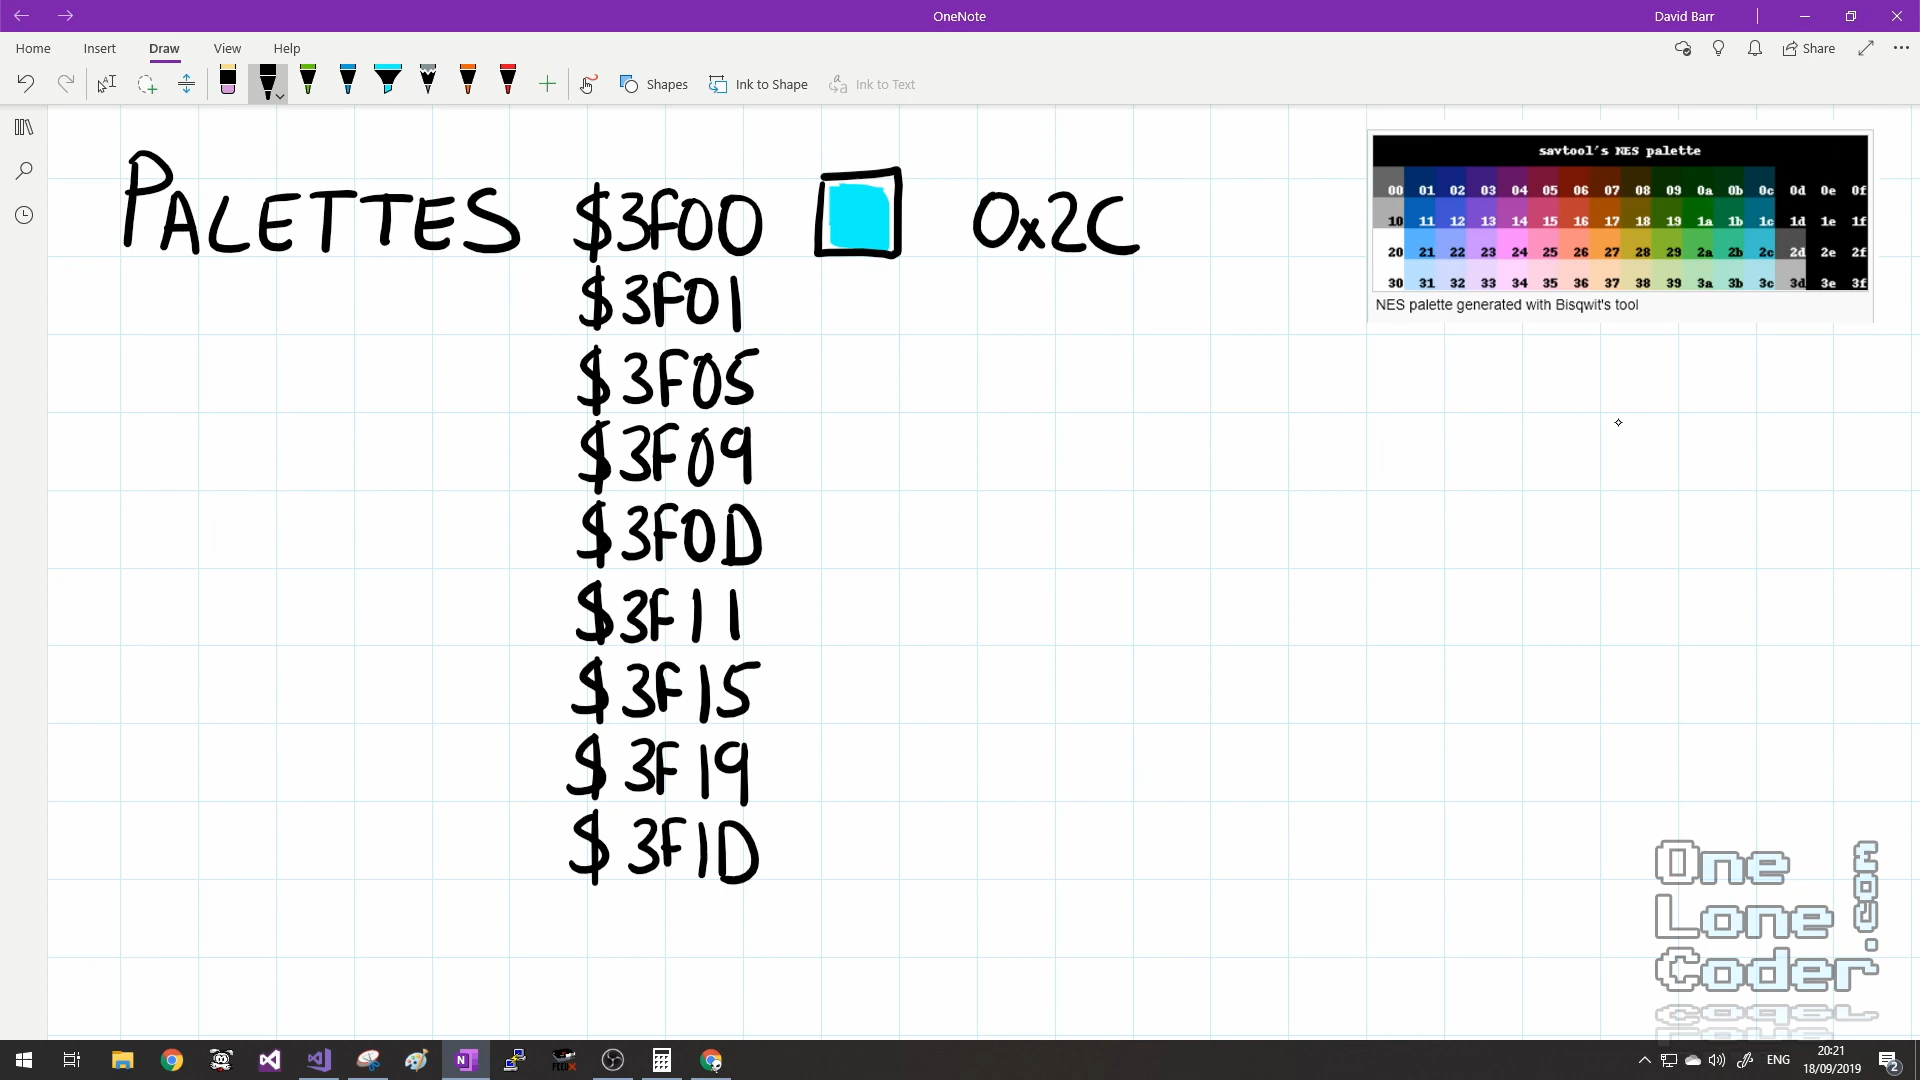 OneNote
David Barr
Home Insert Draw View Help
Share
Shapes
Ink to Shape
Ink to Text
PALETTES $3F00 0x2C
$3F01
$3F05
$3F09
$3F0D
$3F11
$3F15
$3F19
$3F1D
savtool's NES palette
00 01 02 03 04 05 06 07 08 09 0a 0b 0c 0d 0e 0f
10 11 12 13 14 15 16 17 18 19 1a 1b 1c 1d 1e 1f
20 21 22 23 24 25 26 27 28 29 2a 2b 2c 2d 2e 2f
30 31 32 33 34 35 36 37 38 39 3a 3b 3c 3d 3e 3f
NES palette generated with Bisqwit's tool
One
Lone
Coder
.com
N
ENG
20:21
18/09/2019
2